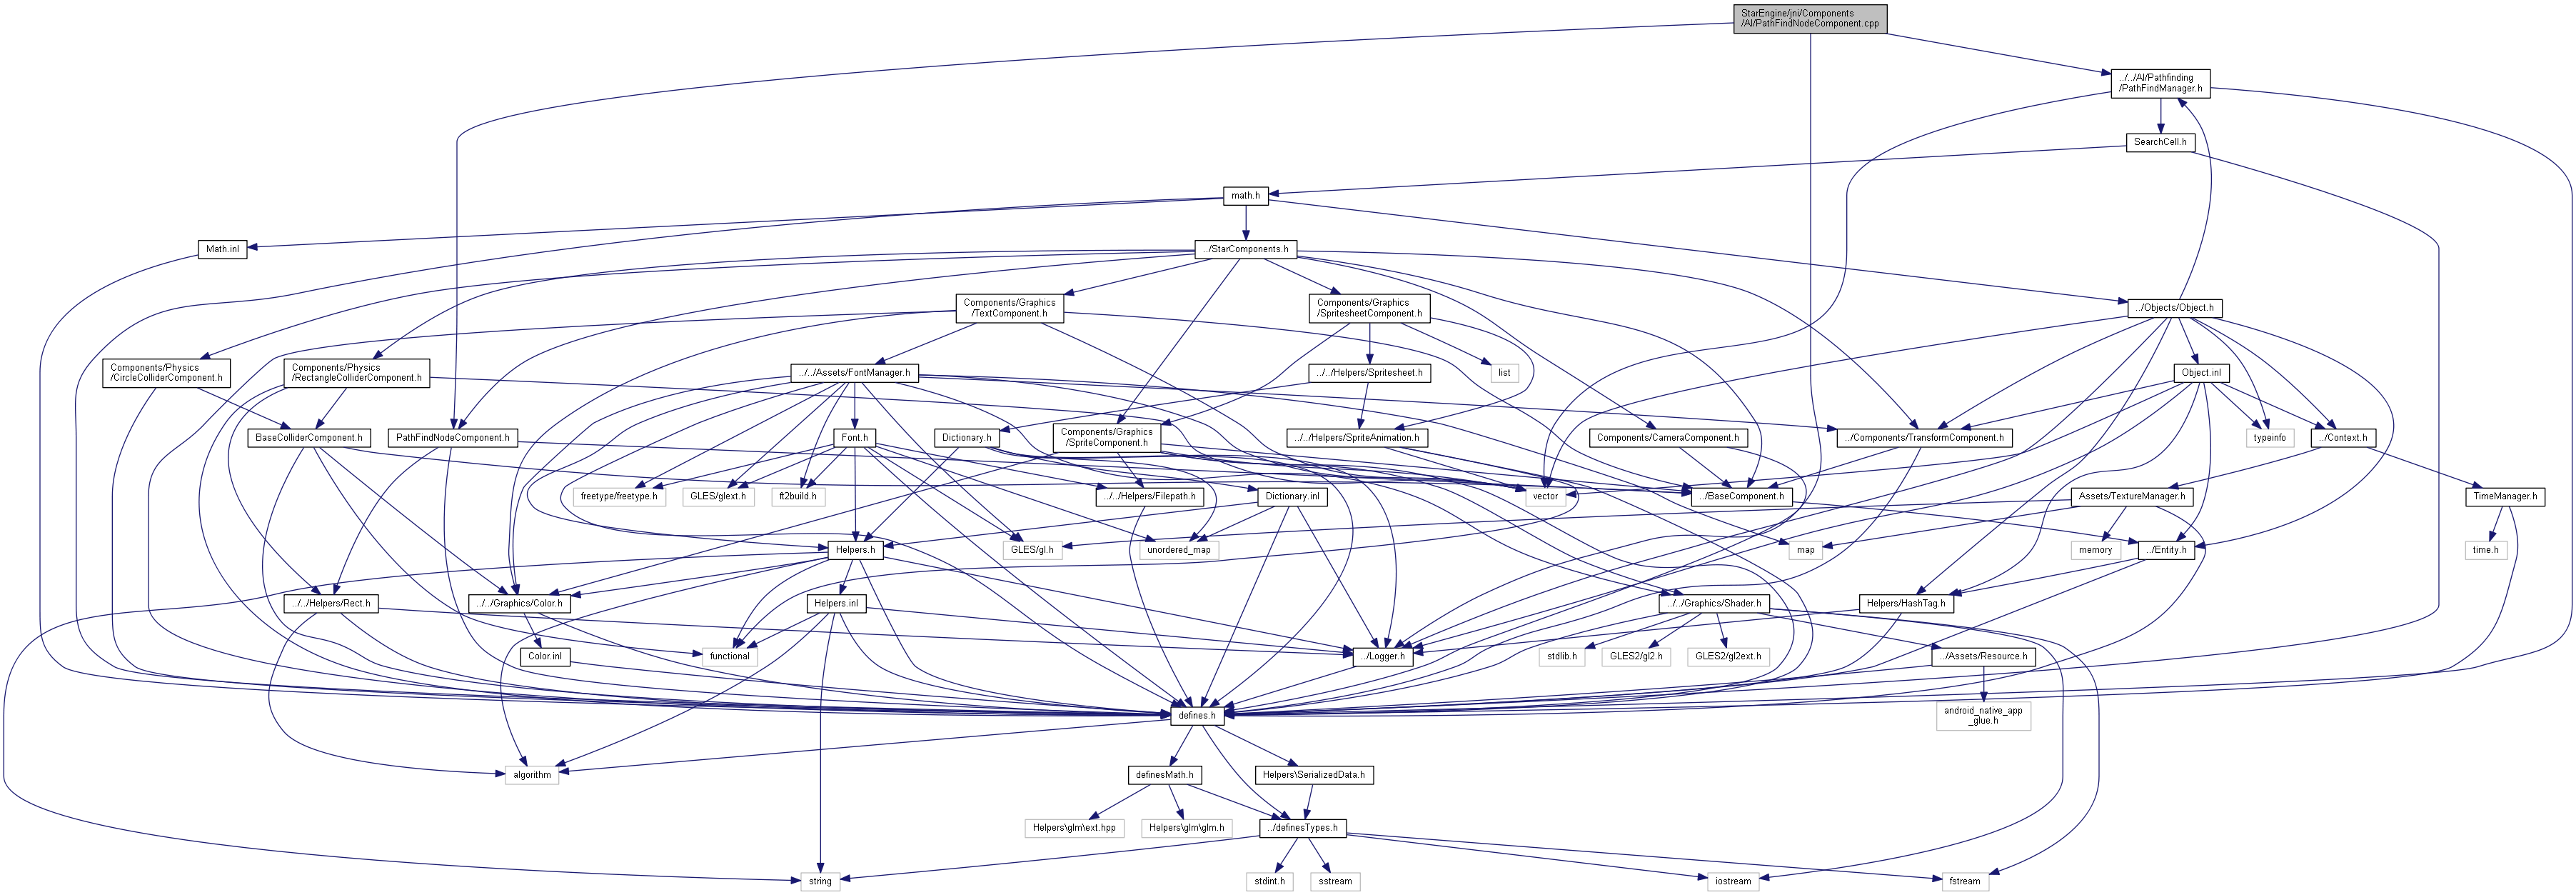 StarEngine/jni/Components
/AI/PathFindNodeComponent.cpp
../../AI/Pathfinding
/PathFindManager.h
SearchCell.h
math.h
Math.inl
../StarComponents.h
Components/Graphics
/TextComponent.h
Components/Graphics
/SpritesheetComponent.h
../Objects/Object.h
Components/Physics
/CircleColliderComponent.h
Components/Physics
/RectangleColliderComponent.h
../../Assets/FontManager.h
../../Helpers/Spritesheet.h
list
Object.inl
BaseColliderComponent.h
PathFindNodeComponent.h
Font.h
Dictionary.h
Components/Graphics
/SpriteComponent.h
../../Helpers/SpriteAnimation.h
Components/CameraComponent.h
../Components/TransformComponent.h
typeinfo
../Context.h
freetype/freetype.h
GLES/glext.h
ft2build.h
../../Helpers/Filepath.h
Dictionary.inl
vector
../BaseComponent.h
Assets/TextureManager.h
TimeManager.h
Helpers.h
GLES/gl.h
unordered_map
map
memory
../Entity.h
time.h
../../Helpers/Rect.h
../../Graphics/Color.h
Helpers.inl
../../Graphics/Shader.h
Helpers/HashTag.h
Color.inl
functional
../Logger.h
stdlib.h
GLES2/gl2.h
GLES2/gl2ext.h
../Assets/Resource.h
defines.h
android_native_app
_glue.h
algorithm
definesMath.h
Helpers\SerializedData.h
Helpers\glm\ext.hpp
Helpers\glm\glm.h
../definesTypes.h
string
stdint.h
sstream
iostream
fstream